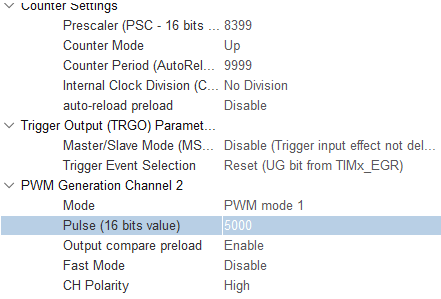 Counter Settings
Prescaler (PSC - 16 bits ... 8399
Counter Mode Up
Counter Period (AutoRel... 9999
Internal Clock Division (C... No Division
auto-reload preload Disable
Trigger Output (TRGO) Paramet...
Master/Slave Mode (MS... Disable (Trigger input effect not del...
Trigger Event Selection Reset (UG bit from TIMx_EGR)
PWM Generation Channel 2
Mode PWM mode 1
Pulse (16 bits value) 5000
Output compare preload Enable
Fast Mode Disable
CH Polarity High